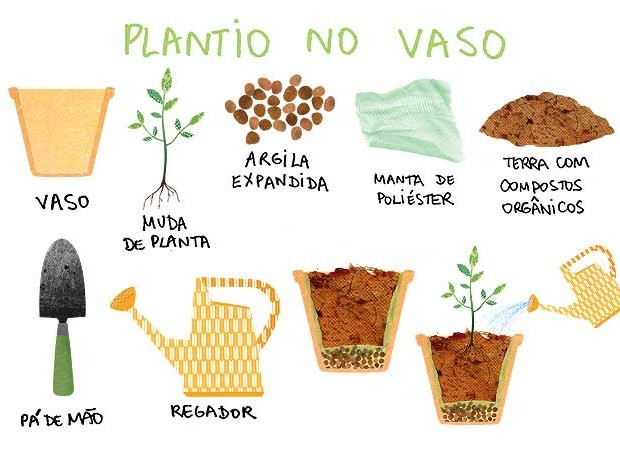 PLANTIO NO VASO
VASO
MUDA
DE PLANTA
ARGILA
EXPANDIDA
MANTA DE
POLIÉSTER
TERRA COM
COMPOSTOS
ORGÂNICOS
PÁ DE MÃO
REGADOR